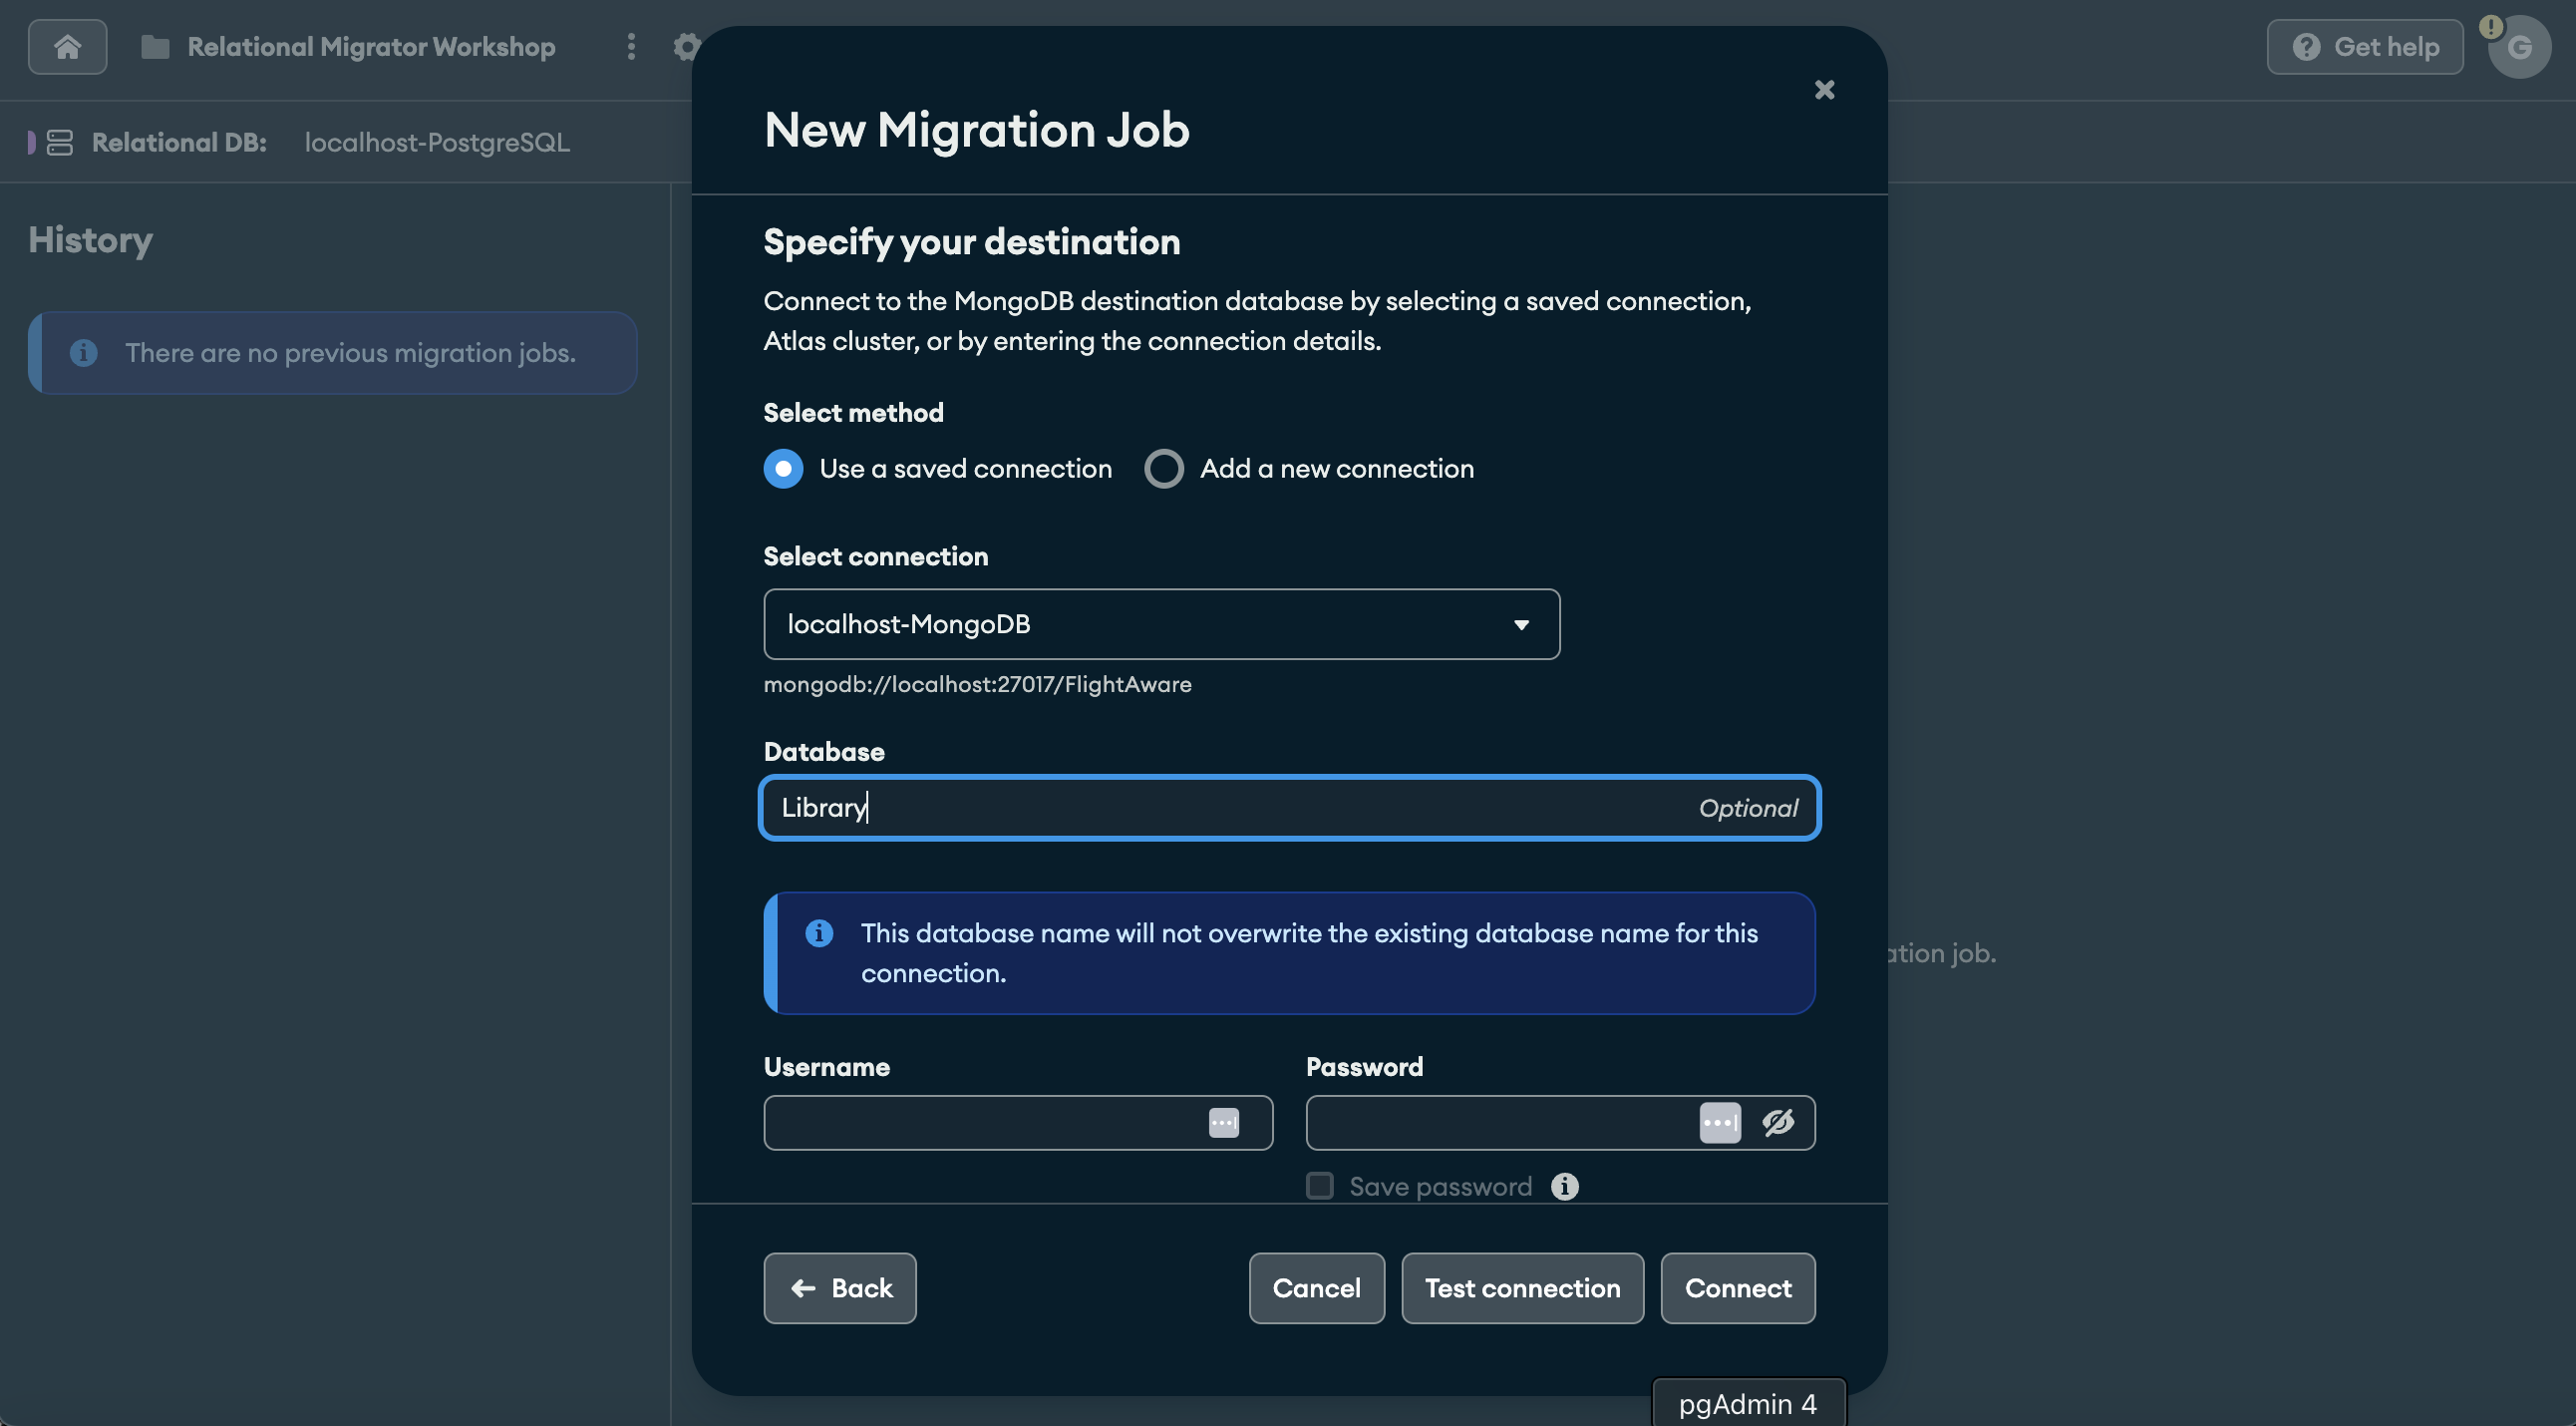 Relational Migrator Workshop
Get help
G
Relational DB: localhost-PostgreSQL
History
There are no previous migration jobs.
New Migration Job
Specify your destination
Connect to the MongoDB destination database by selecting a saved connection,
Atlas cluster, or by entering the connection details.
Select method
Use a saved connection
Add a new connection
Select connection
localhost-MongoDB
mongodb://localhost:27017/FlightAware
Database
Library
Optional
This database name will not overwrite the existing database name for this
connection.
ation job.
Username
Password
Save password
Back
Cancel
Test connection
Connect
pgAdmin 4